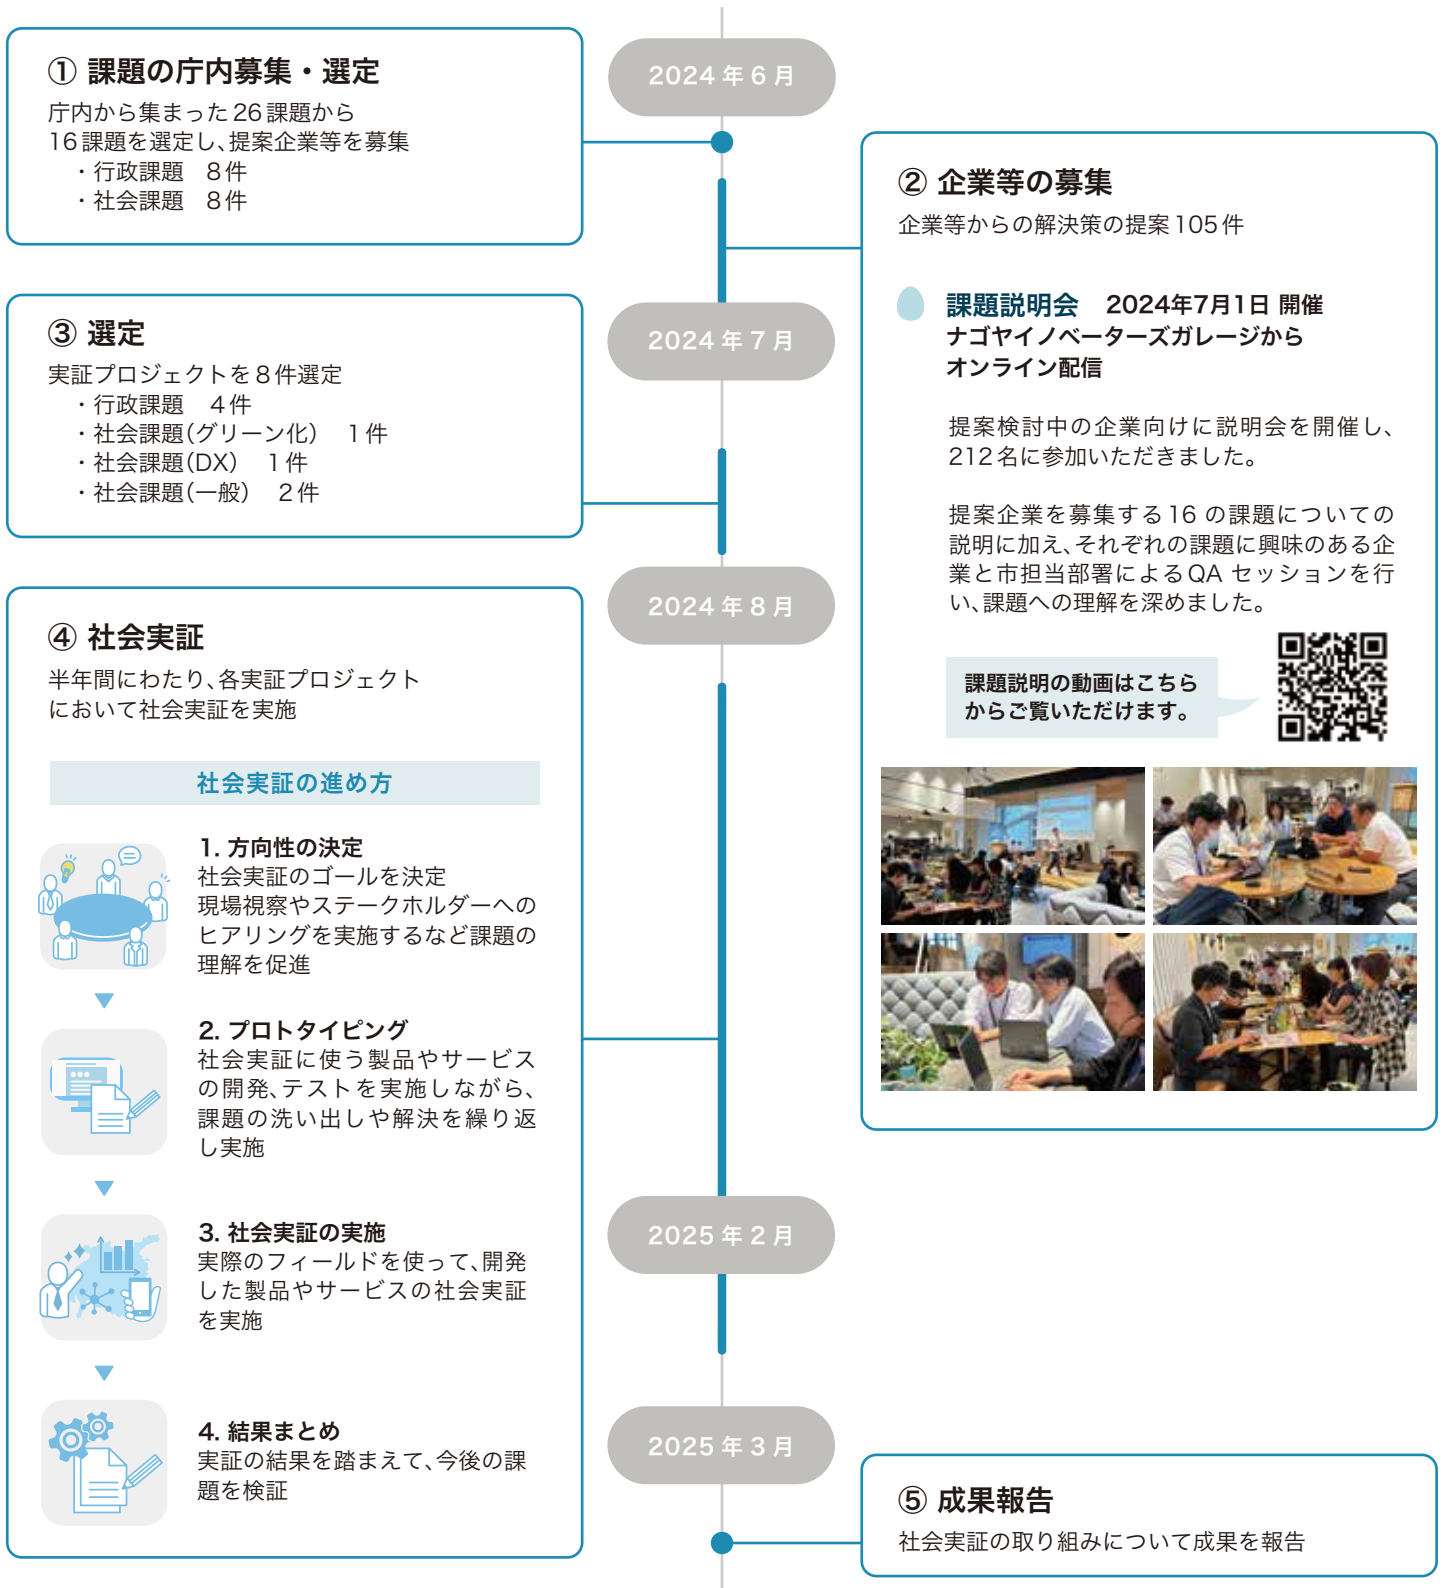 ① 課題の庁内募集・選定
庁内から集まった26課題から
16課題を選定し、提案企業等を募集
・行政課題 8件
・社会課題 8件
2024年6月
② 企業等の募集
企業等からの解決策の提案105件
課題説明会 2024年7月1日 開催
ナゴヤイノベーターズガレージから
オンライン配信
提案検討中の企業向けに説明会を開催し、
212名に参加いただきました。
提案企業を募集する16の課題についての
説明に加え、それぞれの課題に興味のある企
業と市担当部署によるQA セッションを行
い、課題への理解を深めました。
課題説明の動画はこちら
からご覧いただけます。
2024年7月
③ 選定
実証プロジェクトを8件選定
・行政課題 4件
・社会課題(グリーン化) 1件
・社会課題(DX) 1件
・社会課題(一般) 2件
2024年8月
④ 社会実証
半年間にわたり、各実証プロジェクト
において社会実証を実施
社会実証の進め方
1. 方向性の決定
社会実証のゴールを決定
現場視察やステークホルダーへの
ヒアリングを実施するなど課題の
理解を促進
2. プロトタイピング
社会実証に使う製品やサービス
の開発、テストを実施しながら、
課題の洗い出しや解決を繰り返
し実施
3. 社会実証の実施
実際のフィールドを使って、開発
した製品やサービスの社会実証
を実施
4. 結果まとめ
実証の結果を踏まえて、今後の課
題を検証
2025年2月
2025年3月
⑤ 成果報告
社会実証の取り組みについて成果を報告